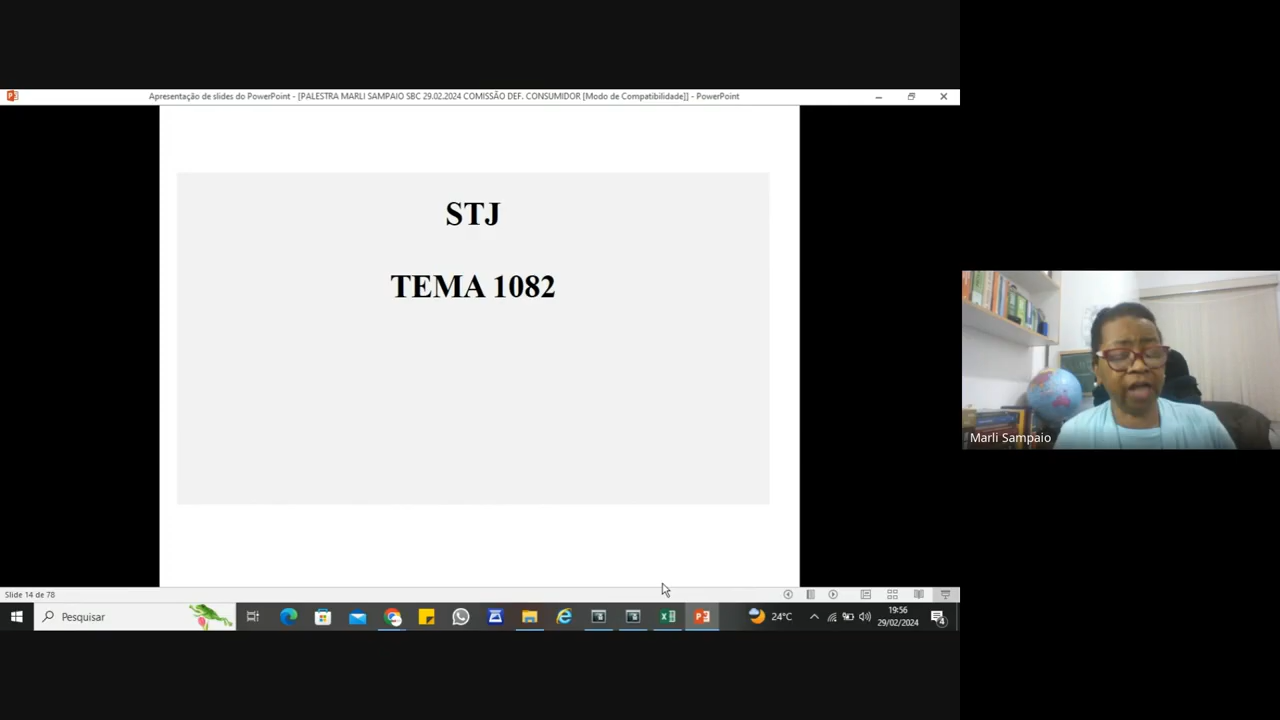 Apresentação de slides do PowerPoint - [PALESTRA MARLI SAMPAIO SBC 29.02.2024 COMISSÃO DEF. CONSUMIDOR [Modo de Compatibilidade]] - PowerPoint
STJ
TEMA 1082
Marli Sampaio
Slide 14 de 78
Pesquisar
24°C
19:56
29/02/2024
4